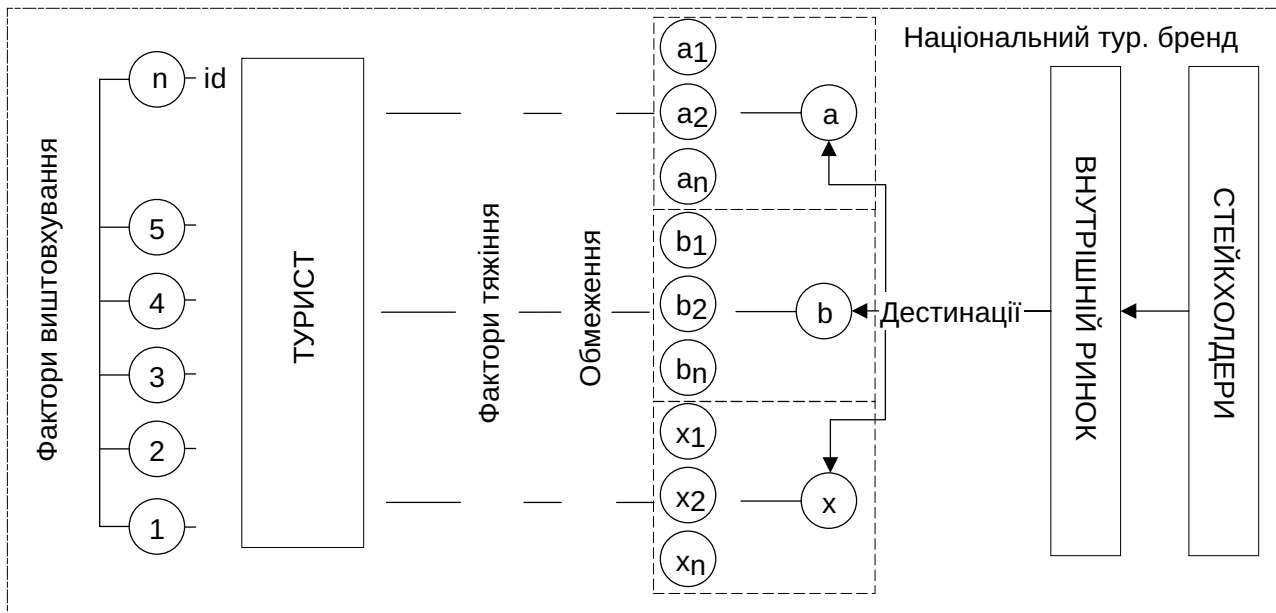 Національний тур. бренд
Фактори виштовхування
n
id
5
4
3
2
1
ТУРИСТ
Фактори тяжіння
Обмеження
a1
a2
an
a
b1
b2
bn
b
x1
x2
xn
x
Дестинації
ВНУТРІШНІЙ РИНОК
СТЕЙКХОЛДЕРИ